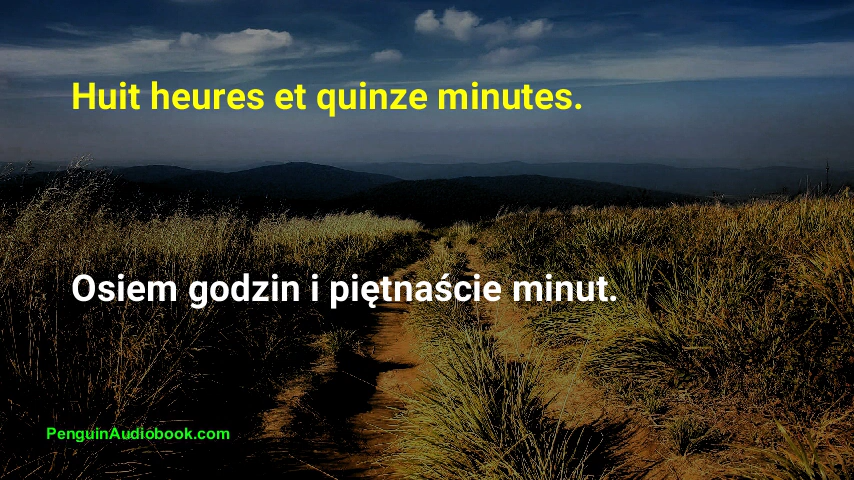 Huit heures et quinze minutes.
Osiem godzin i piętnaście minut.
PenguinAudiobook.com